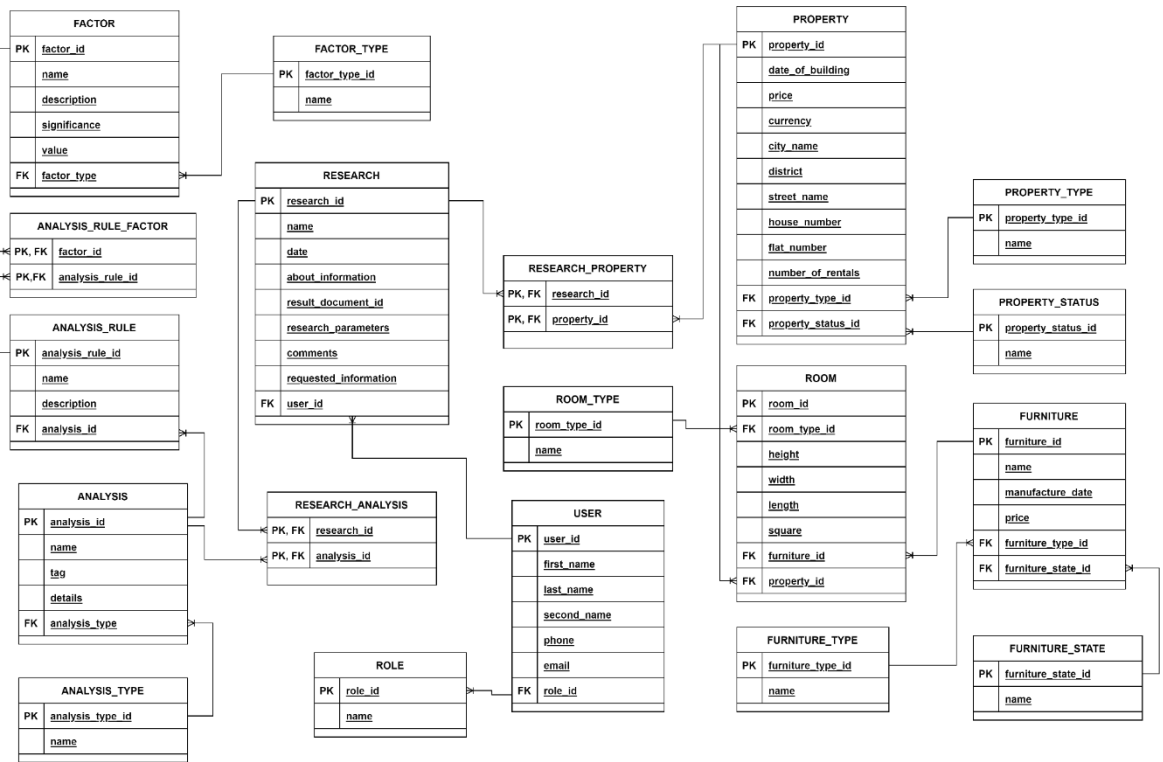 FACTOR
PK factor_id
name
description
significance
value
FK factor_type
FACTOR_TYPE
PK factor_type_id
name
ANALYSIS_RULE_FACTOR
PK, FK factor_id
PK,FK analysis_rule_id
ANALYSIS_RULE
PK analysis_rule_id
name
description
FK analysis_id
ANALYSIS
PK analysis_id
name
tag
details
FK analysis_type
ANALYSIS_TYPE
PK analysis_type_id
name
RESEARCH
PK research_id
name
date
about_information
result_document_id
research_parameters
comments
requested_information
FK user_id
RESEARCH_ANALYSIS
PK, FK research_id
PK, FK analysis_id
ROLE
PK role_id
name
RESEARCH_PROPERTY
PK, FK research_id
PK, FK property_id
ROOM_TYPE
PK room_type_id
name
USER
PK user_id
first_name
last_name
second_name
phone
email
FK role_id
PROPERTY
PK property_id
date_of_building
price
currency
city_name
district
street_name
house_number
flat_number
number_of_rentals
FK property_type_id
FK property_status_id
ROOM
PK room_id
FK room_type_id
height
width
length
square
FK furniture_id
FK property_id
FURNITURE_TYPE
PK furniture_type_id
name
PROPERTY_TYPE
PK property_type_id
name
PROPERTY_STATUS
PK property_status_id
name
FURNITURE
PK furniture_id
name
manufacture_date
price
FK furniture_type_id
FK furniture_state_id
FURNITURE_STATE
PK furniture_state_id
name